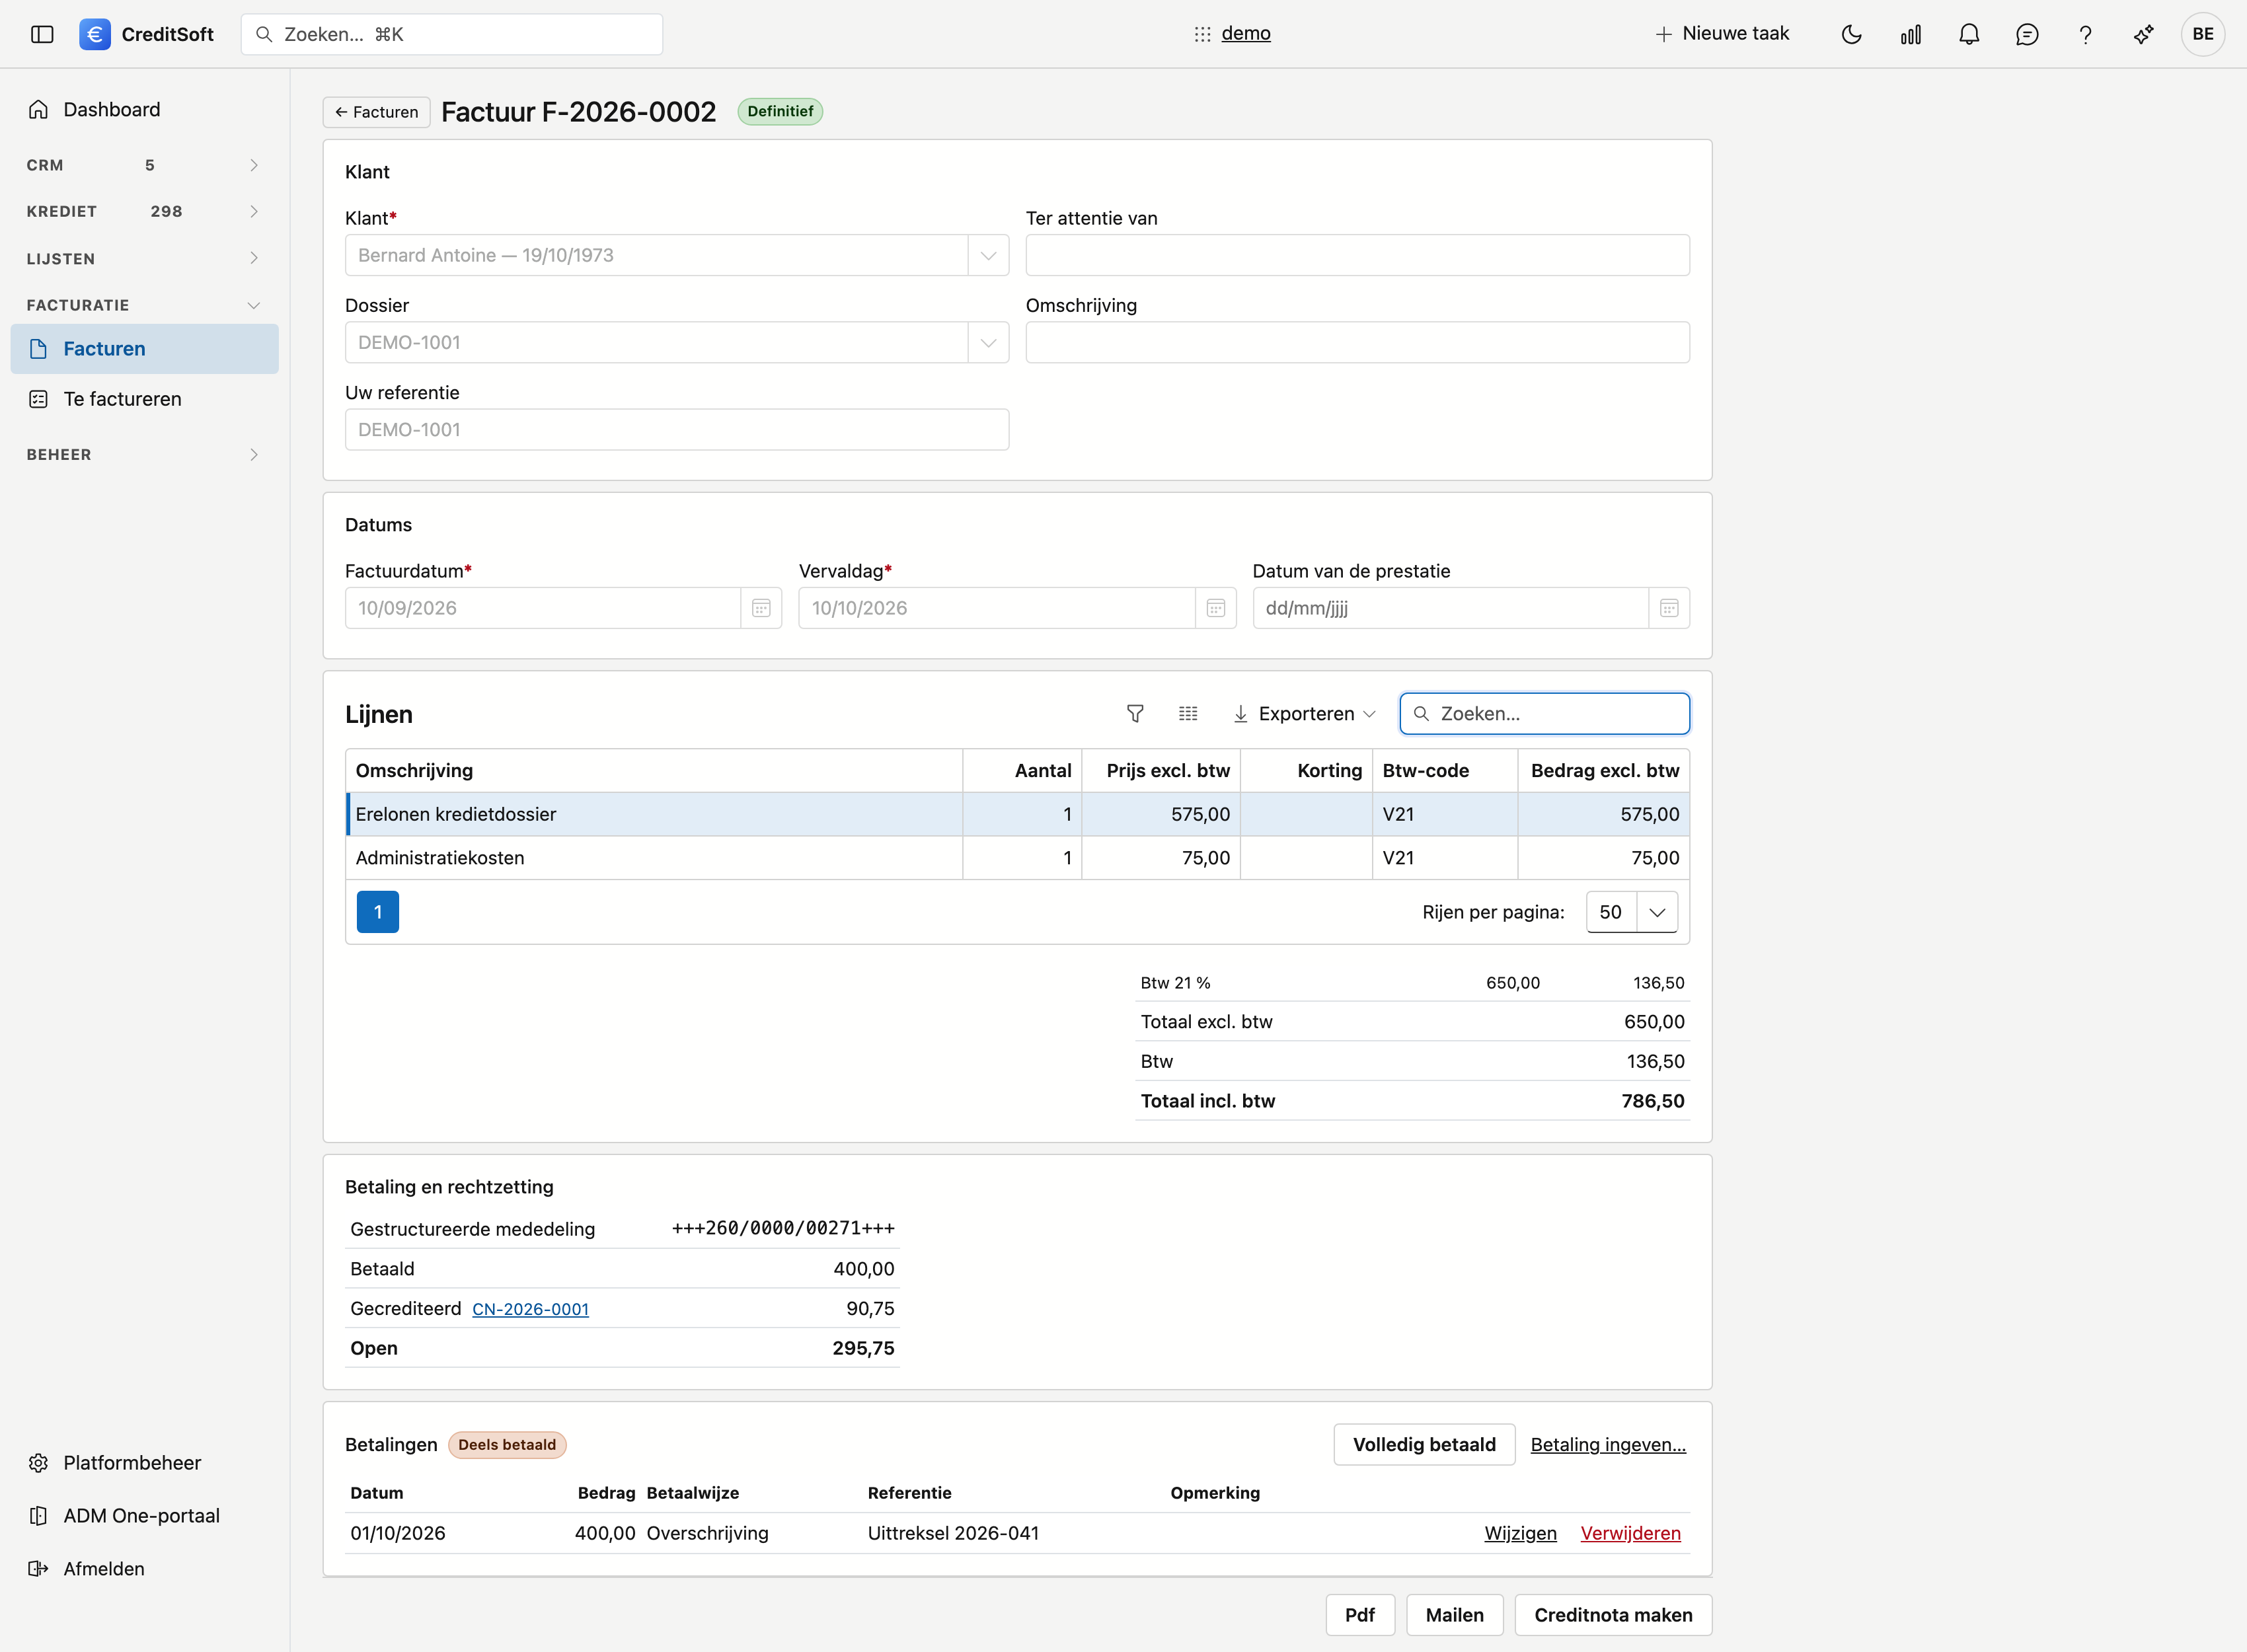 CreditSoft
Zoeken... ⌘K
demo
Nieuwe taak
BE
Dashboard
CRM 5
KREDIET 298
LIJSTEN
FACTURATIE
Facturen
Te factureren
BEHEER
Platformbeheer
ADM One-portaal
Afmelden
← Facturen
Factuur F-2026-0002
Definitief
Klant
Klant* Ter attentie van
Bernard Antoine — 19/10/1973
Dossier Omschrijving
DEMO-1001
Uw referentie
DEMO-1001
Datums
Factuurdatum* Vervaldag* Datum van de prestatie
10/09/2026 10/10/2026 dd/mm/jjjj
Lijnen
Exporteren
Zoeken...
Omschrijving Aantal Prijs excl. btw Korting Btw-code Bedrag excl. btw
Erelonen kredietdossier 1 575,00 V21 575,00
Administratiekosten 1 75,00 V21 75,00
1 Rijen per pagina: 50
Btw 21 % 650,00 136,50
Totaal excl. btw 650,00
Btw 136,50
Totaal incl. btw 786,50
Betaling en rechtzetting
Gestructureerde mededeling +++260/0000/00271+++
Betaald 400,00
Gecrediteerd CN-2026-0001 90,75
Open 295,75
Betalingen Deels betaald Volledig betaald Betaling ingeven...
Datum Bedrag Betaalwijze Referentie Opmerking
01/10/2026 400,00 Overschrijving Uittreksel 2026-041 Wijzigen Verwijderen
Pdf Mailen Creditnota maken